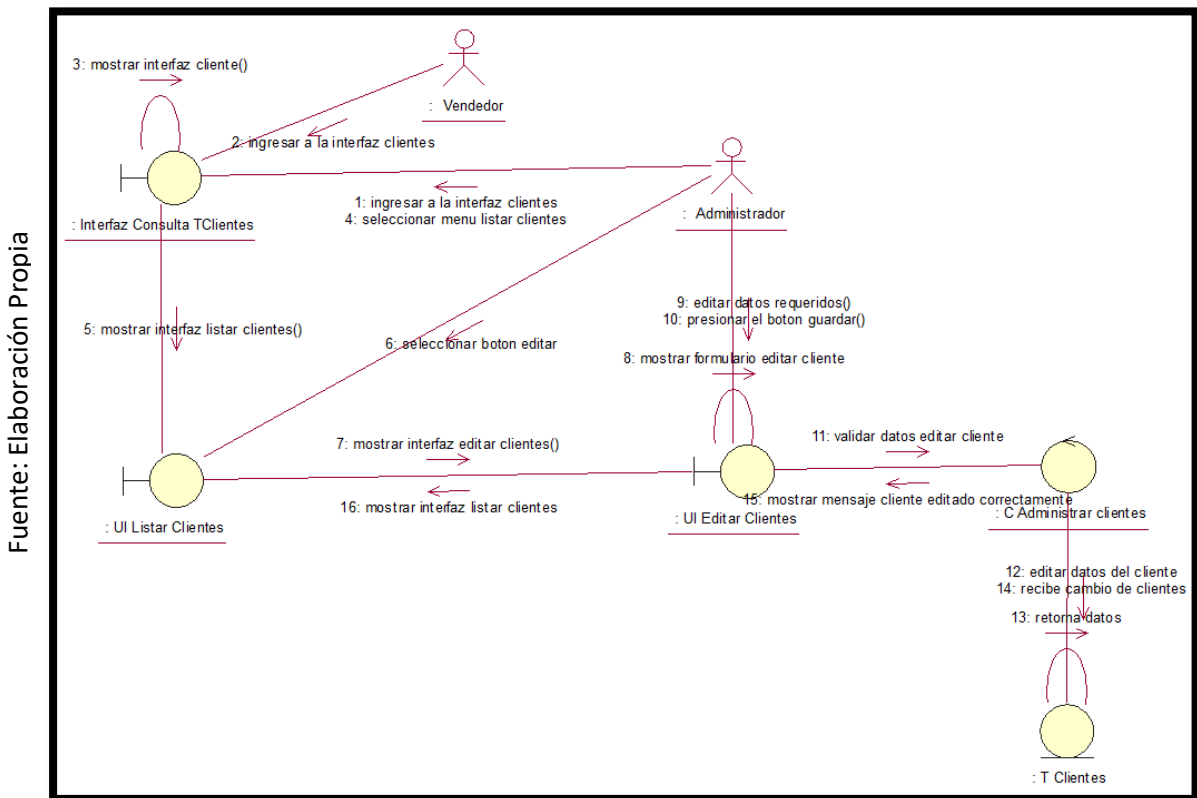 3: mostrar interfaz cliente()
: Vendedor
2: ingresar a la interfaz clientes
1: ingresar a la interfaz clientes
4: seleccionar menu listar clientes
: Administrador
: Interfaz Consulta TClientes
9: editar datos requeridos()
10: presionar el boton guardar()
5: mostrar interfaz listar clientes()
6: seleccionar boton editar
8: mostrar formulario editar cliente
7: mostrar interfaz editar clientes()
11: validar datos editar cliente
16: mostrar interfaz listar clientes
15: mostrar mensaje cliente editado correctamente
: UI Listar Clientes
: UI Editar Clientes
: C Administrar clientes
12: editar datos del cliente
14: recibe cambio de clientes
13: retorna datos
: T Clientes
Fuente: Elaboración Propia